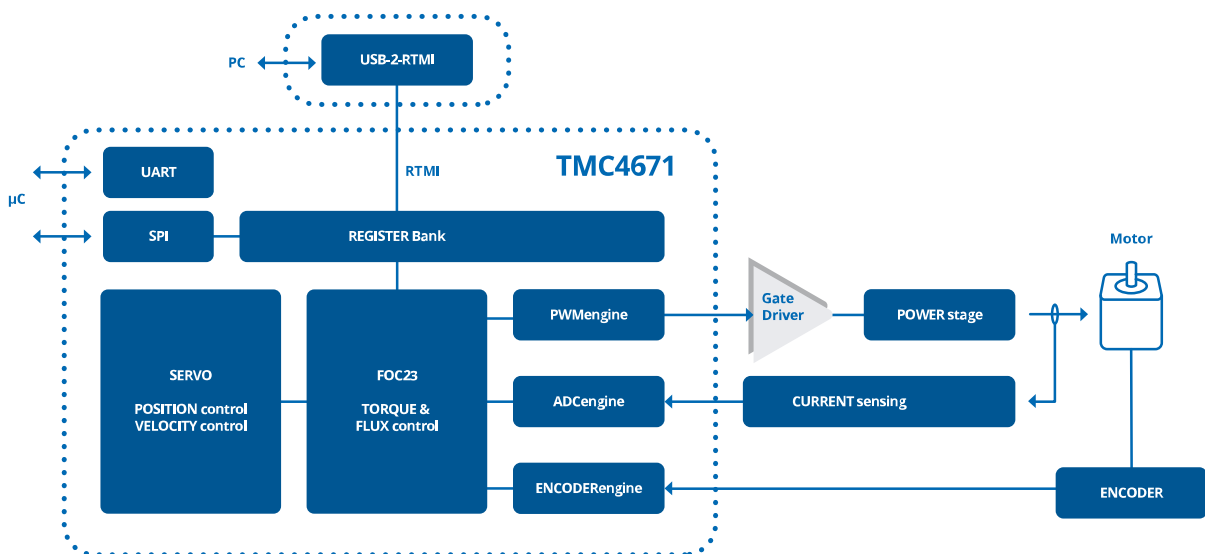 PC
USB-2-RTMI
RTMI
TMC4671
UART
µC
SPI
REGISTER Bank
Motor
Gate
Driver
PWMengine
POWER stage
SERVO
POSITION control
VELOCITY control
FOC23
TORQUE &
FLUX control
ADCengine
CURRENT sensing
ENCODERengine
ENCODER